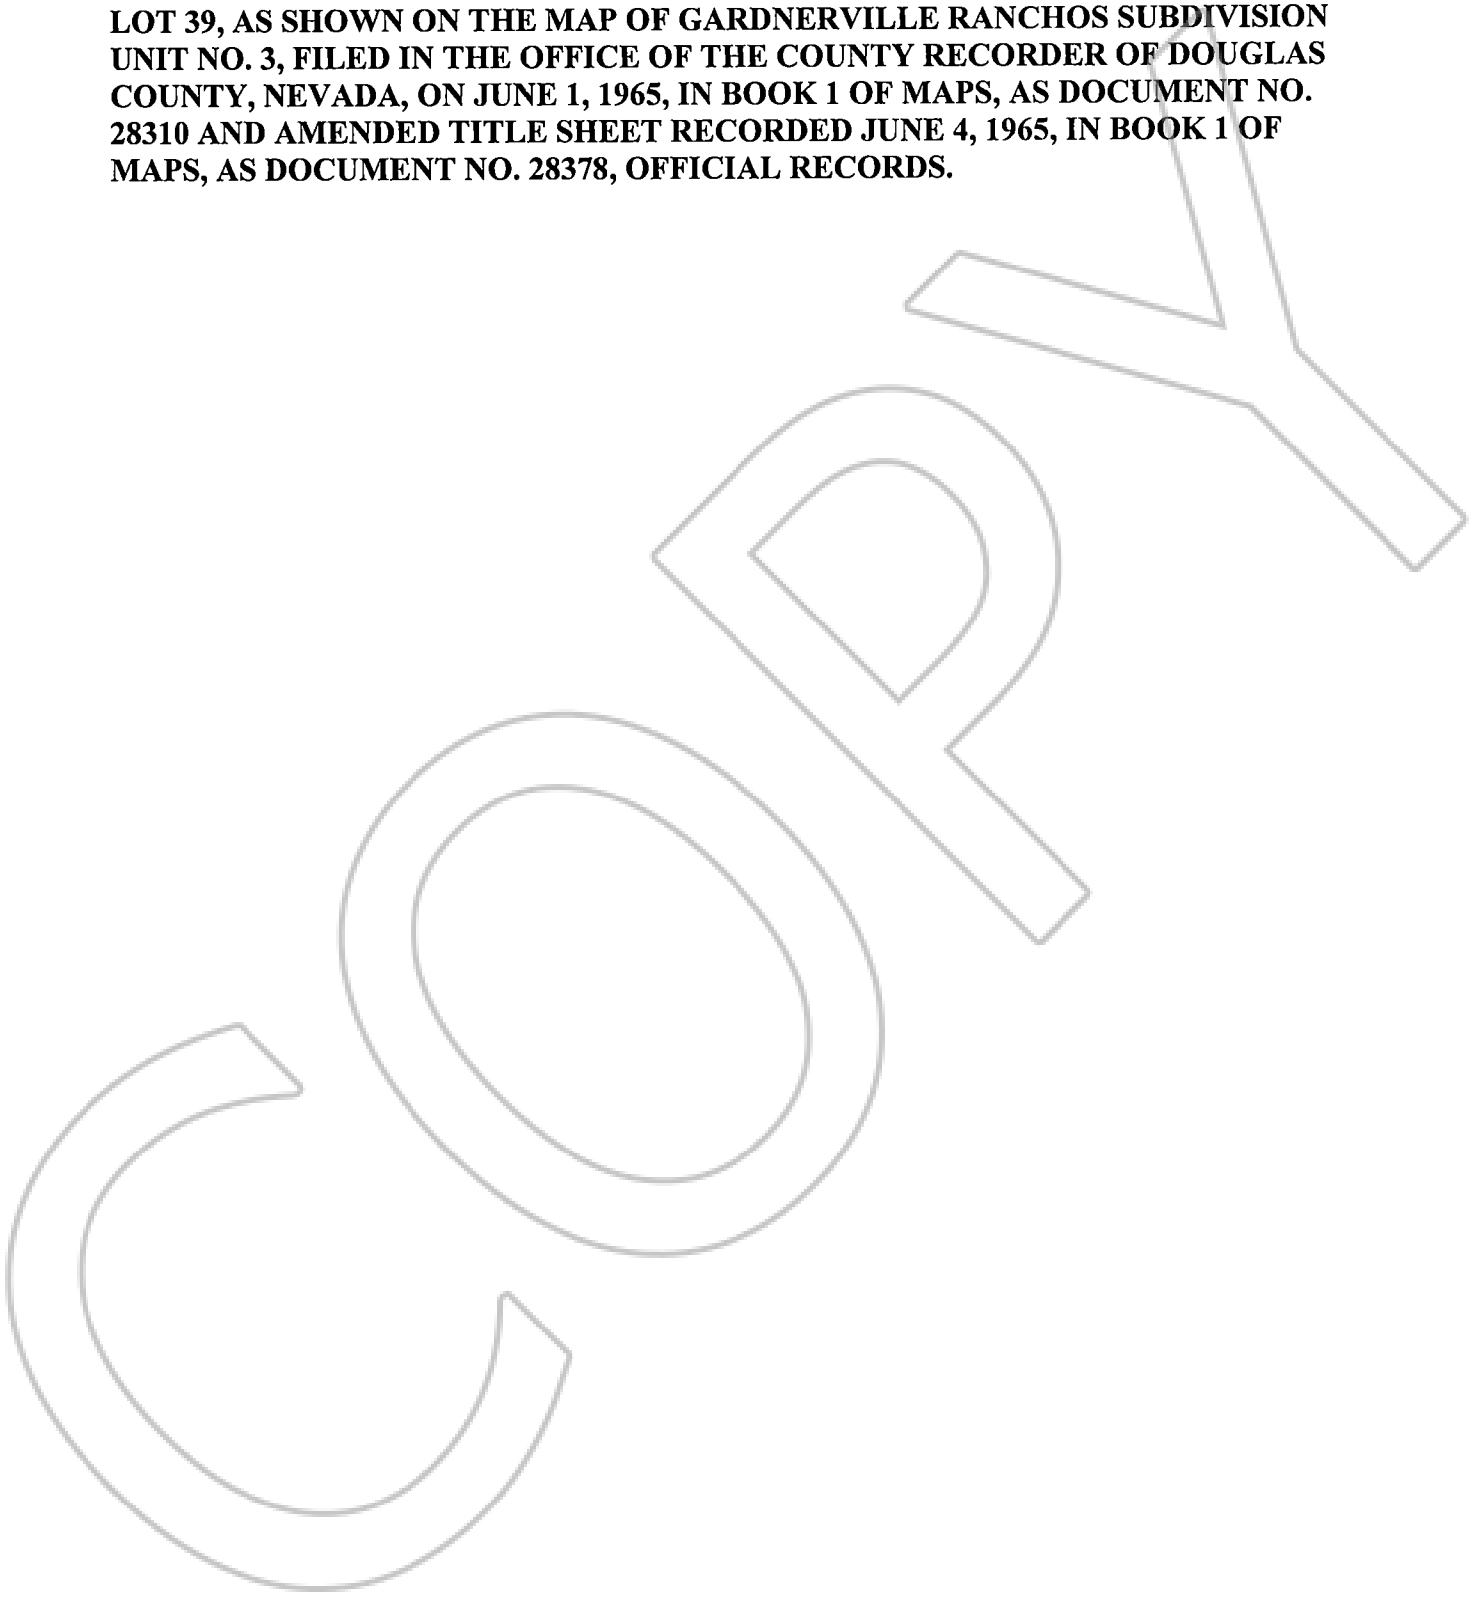 LOT 39, AS SHOWN ON THE MAP OF GARDNERVILLE RANCHOS SUBDIVISION
UNIT NO. 3, FILED IN THE OFFICE OF THE COUNTY RECORDER OF DOUGLAS
COUNTY, NEVADA, ON JUNE 1, 1965, IN BOOK 1 OF MAPS, AS DOCUMENT NO.
28310 AND AMENDED TITLE SHEET RECORDED JUNE 4, 1965, IN BOOK 1 OF
MAPS, AS DOCUMENT NO. 28378, OFFICIAL RECORDS.
COPY